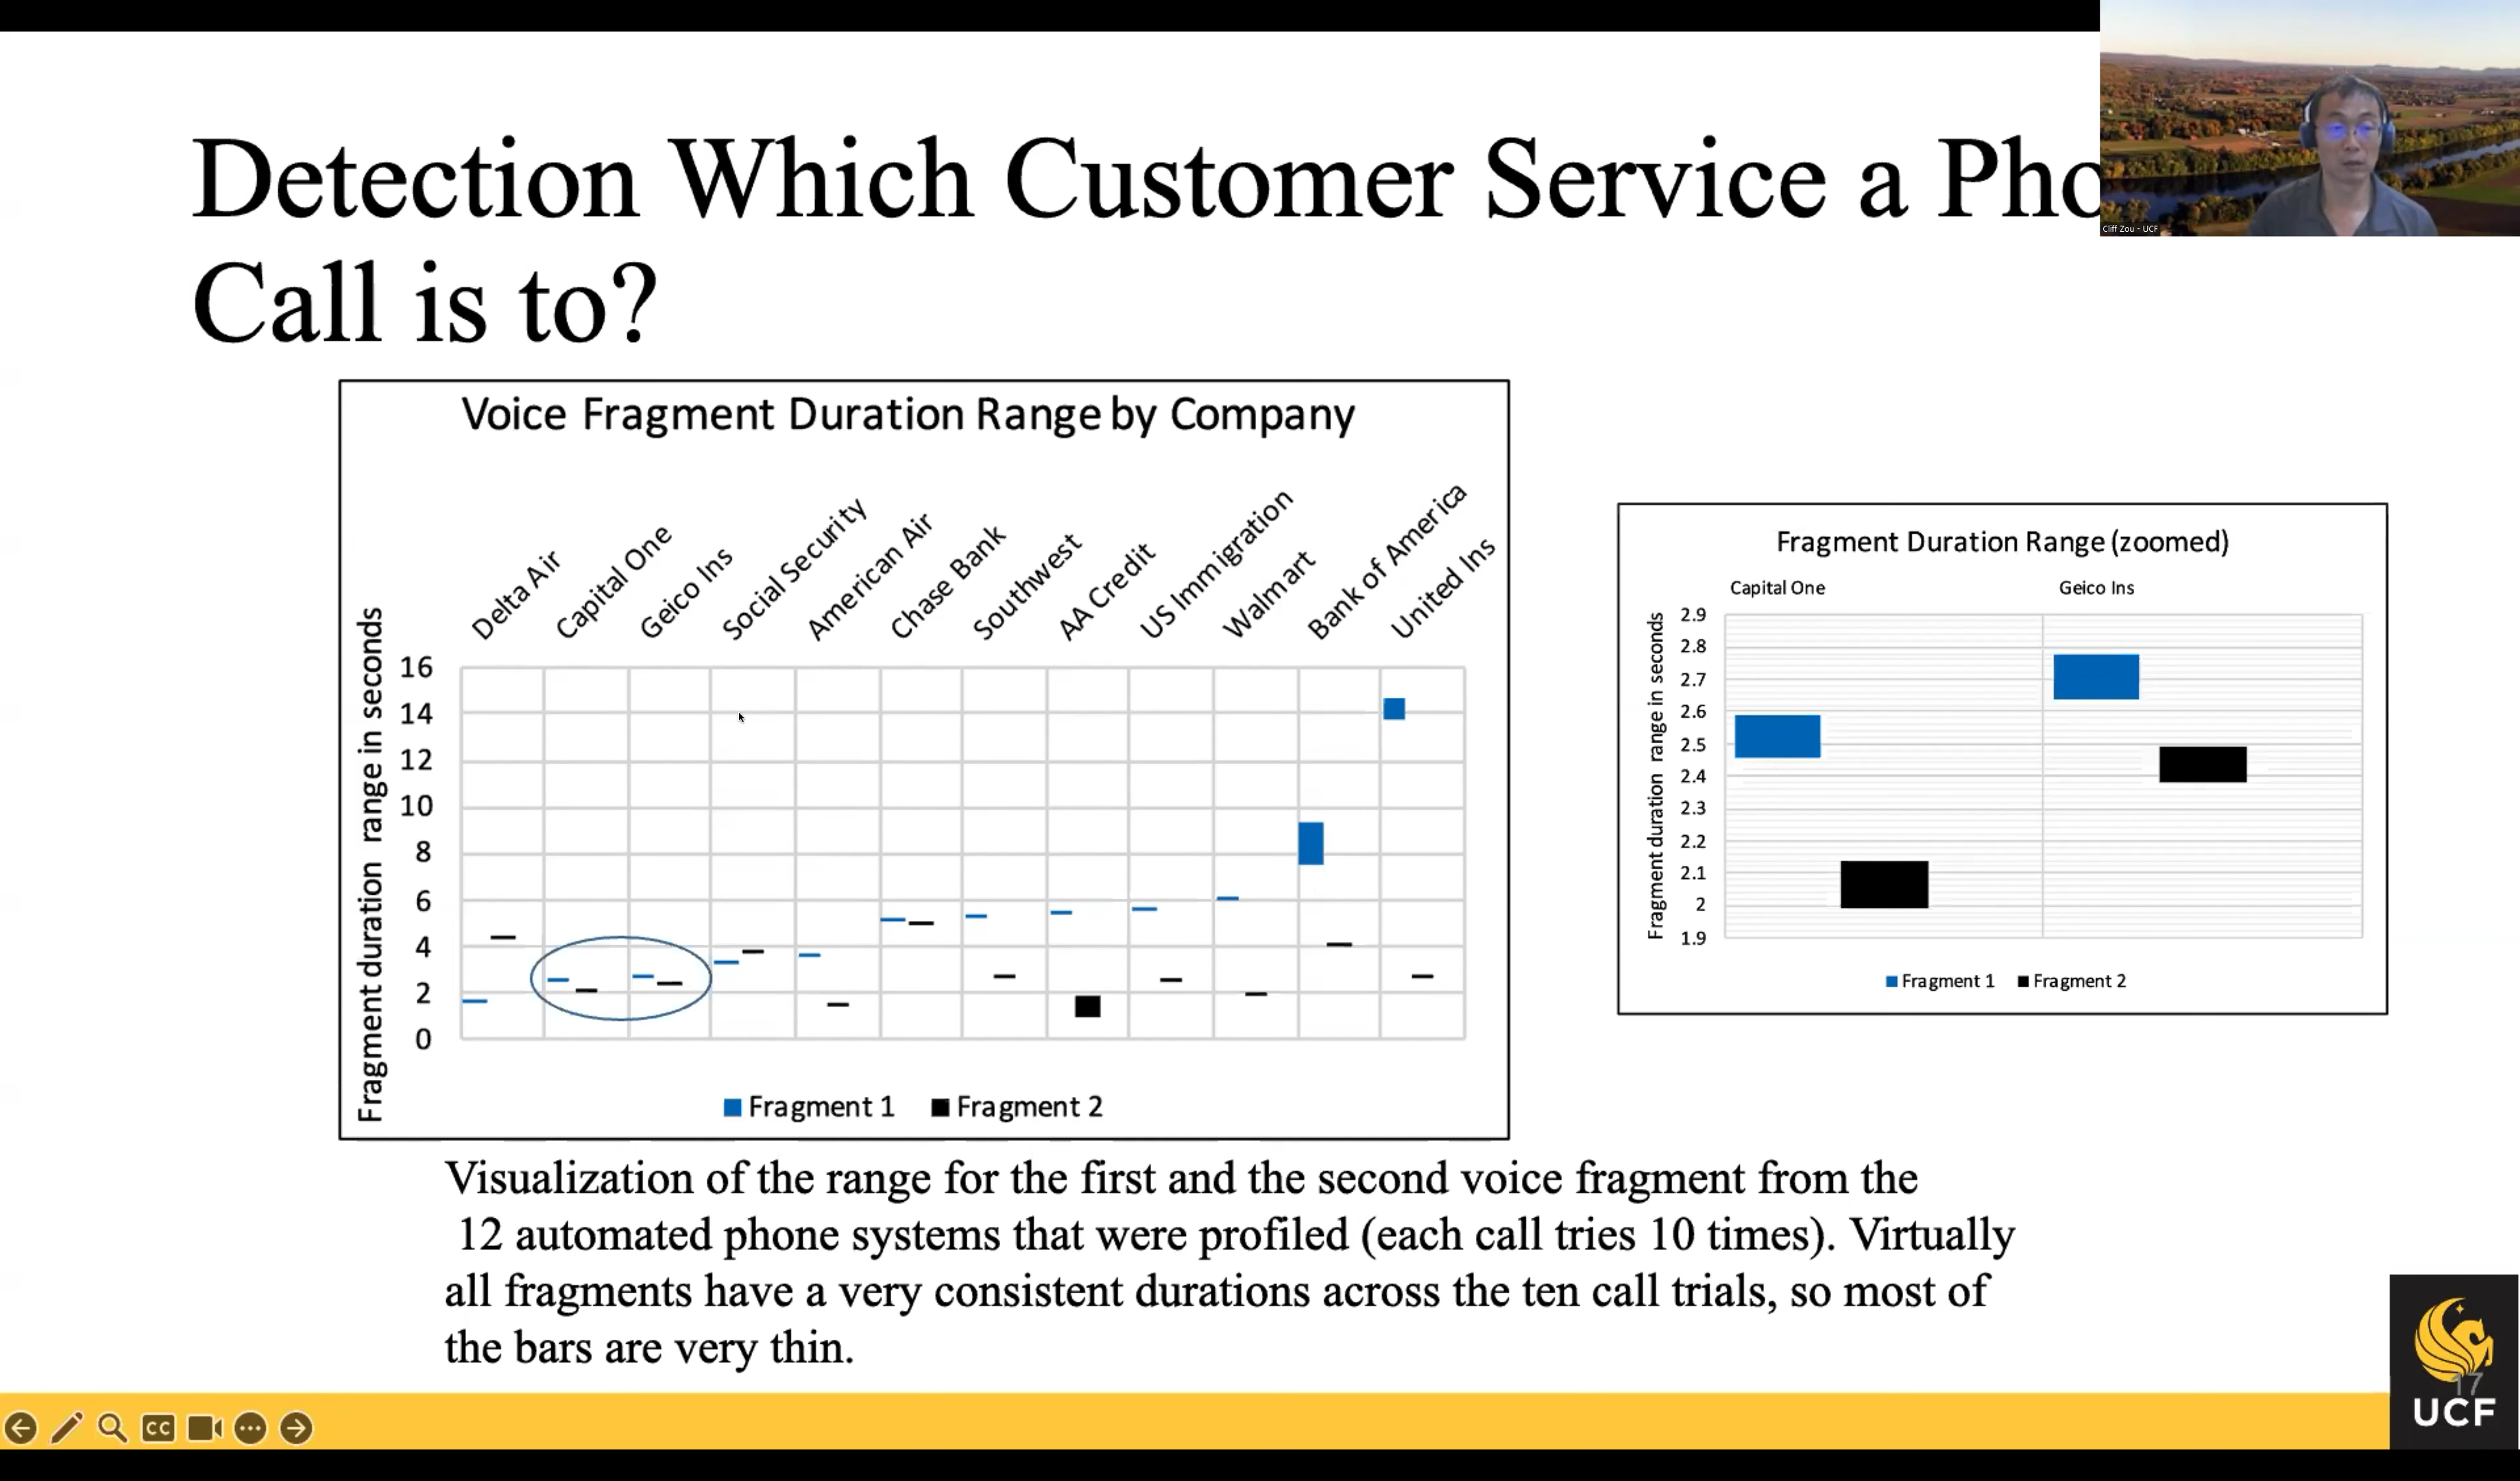 Detection Which Customer Service a Pho
Call is to?
Cliff Zou - UCF
Voice Fragment Duration Range by Company
Delta Air
Capital One
Geico Ins
Social Security
American Air
Chase Bank
Southwest
AA Credit
US Immigration
Walmart
Bank of America
United Ins
Fragment duration range in seconds
16
14
12
10
8
6
4
2
0
Fragment 1 Fragment 2
Fragment Duration Range (zoomed)
Capital One Geico Ins
Fragment duration range in seconds
2.9
2.8
2.7
2.6
2.5
2.4
2.3
2.2
2.1
2
1.9
Fragment 1 Fragment 2
Visualization of the range for the first and the second voice fragment from the
12 automated phone systems that were profiled (each call tries 10 times). Virtually
all fragments have a very consistent durations across the ten call trials, so most of
the bars are very thin.
CC
17
UCF